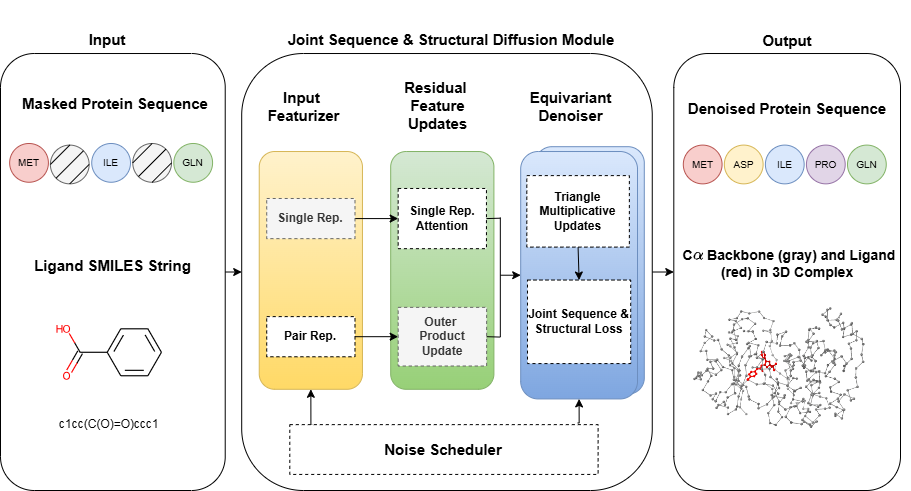 Input
Masked Protein Sequence
MET
ILE
GLN
Ligand SMILES String
HO
O
c1cc(C(O)=O)ccc1
Joint Sequence & Structural Diffusion Module
Input
Featurizer
Residual
Feature
Updates
Equivariant
Denoiser
Single Rep.
Pair Rep.
Single Rep.
Attention
Outer
Product
Update
Triangle
Multiplicative
Updates
Joint Sequence &
Structural Loss
Noise Scheduler
Output
Denoised Protein Sequence
MET
ASP
ILE
PRO
GLN
Cα Backbone (gray) and Ligand
(red) in 3D Complex